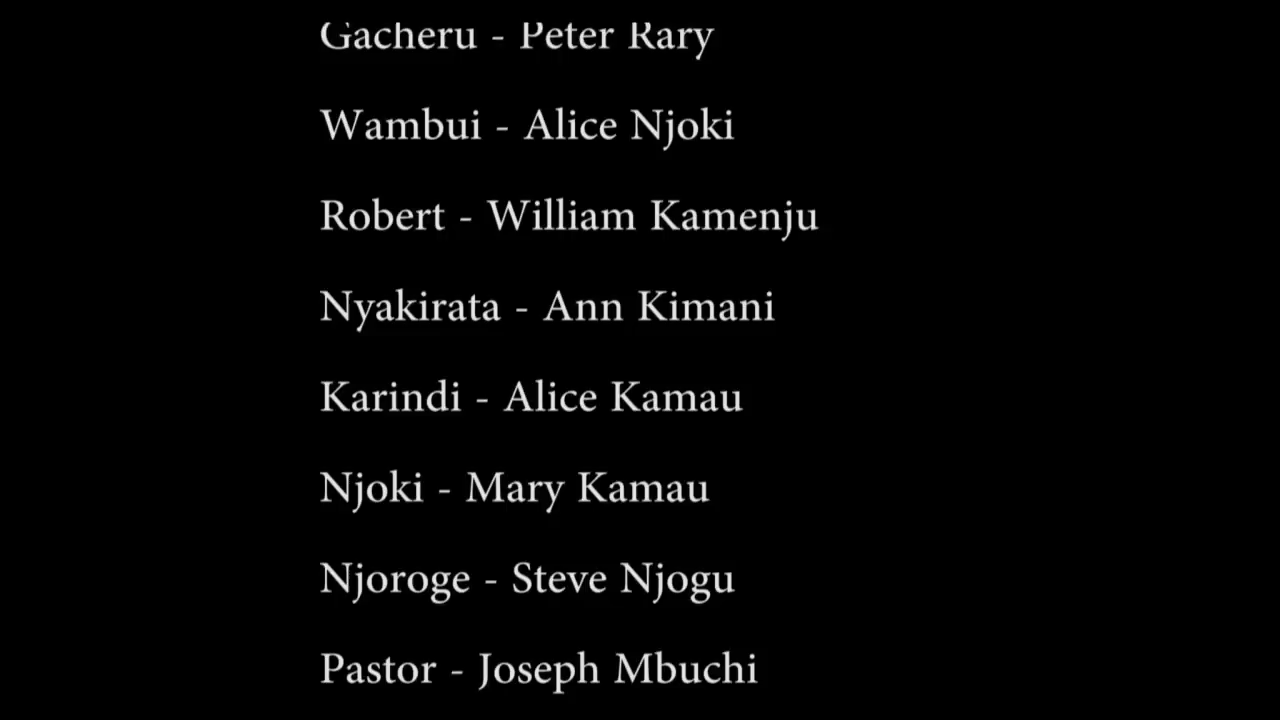 Gacheru - Peter Rary
Wambui - Alice Njoki
Robert - William Kamenju
Nyakirata - Ann Kimani
Karindi - Alice Kamau
Njoki - Mary Kamau
Njoroge - Steve Njogu
Pastor - Joseph Mbuchi